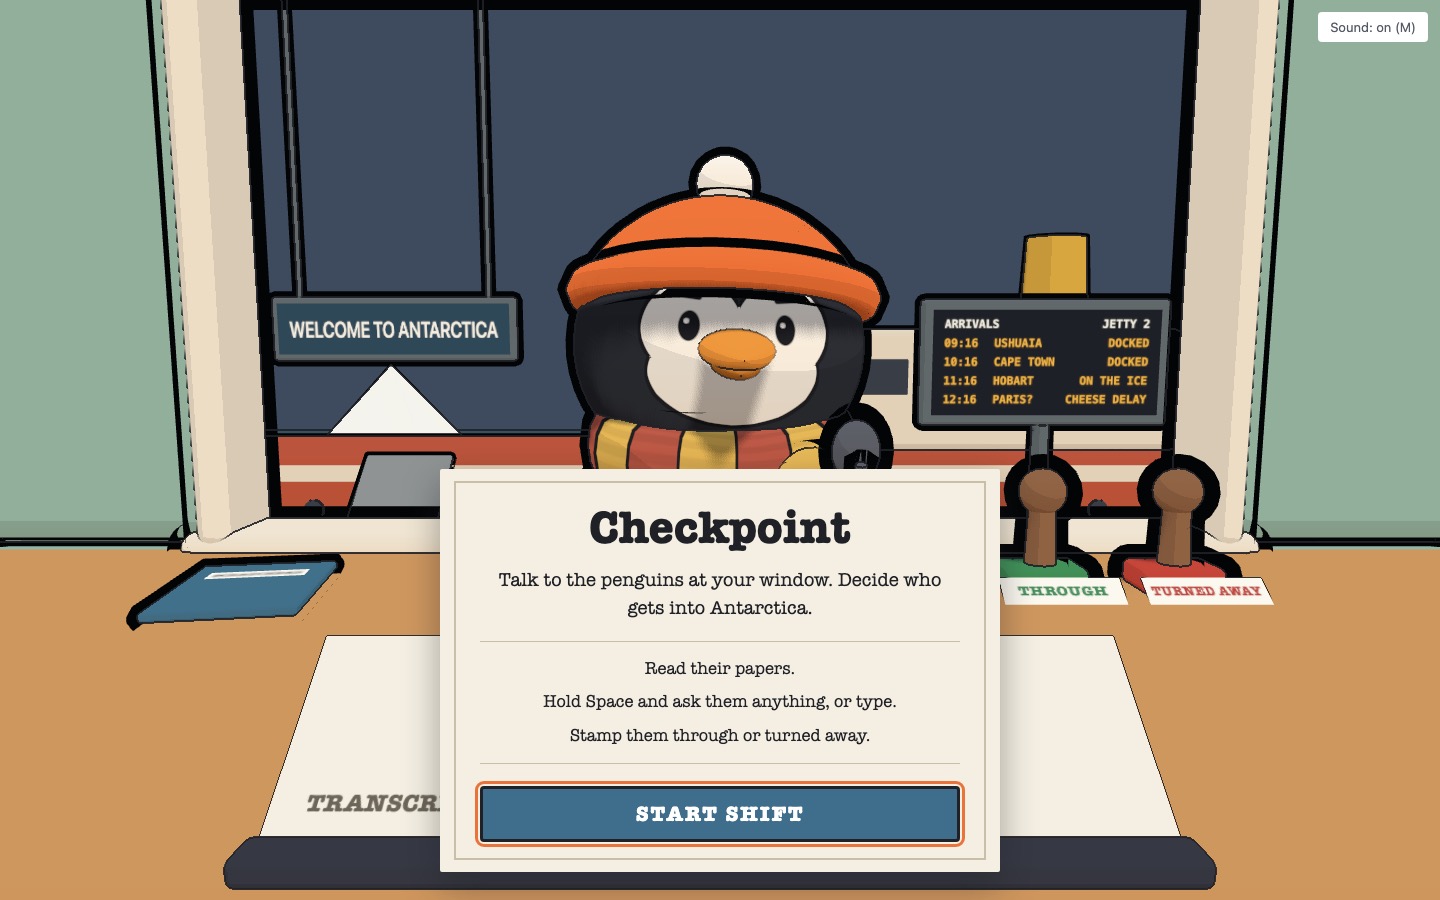 Sound: on (M)
WELCOME TO ANTARCTICA
ARRIVALS JETTY 2
09:16 USHUAIA DOCKED
10:16 CAPE TOWN DOCKED
11:16 HOBART ON THE ICE
12:16 PARIS? CHEESE DELAY
THROUGH
TURNED AWAY
Checkpoint
Talk to the penguins at your window. Decide who
gets into Antarctica.
Read their papers.
Hold Space and ask them anything, or type.
Stamp them through or turned away.
START SHIFT